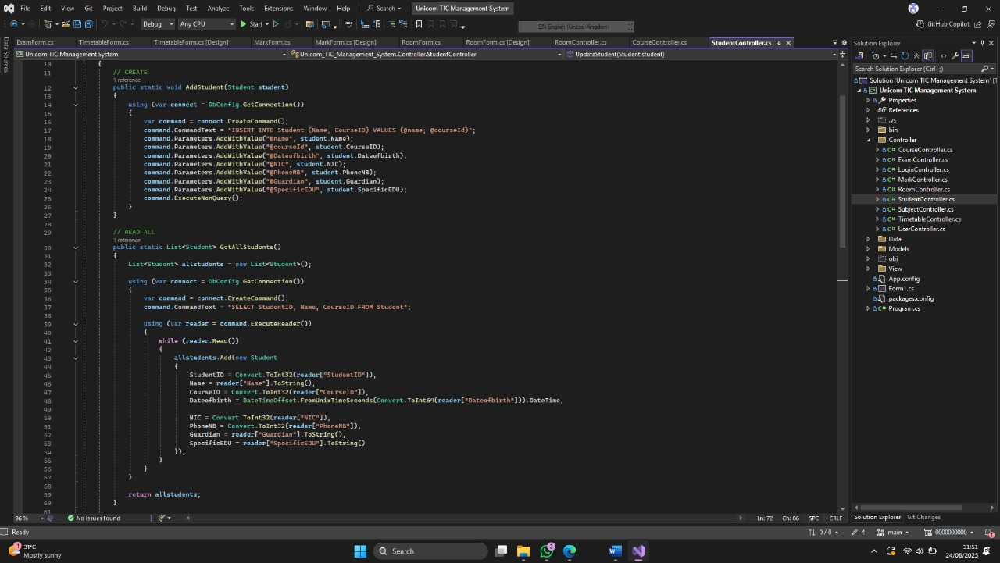 File Edit View Git Project Build Debug Test Analyze Tools Extensions Window Help Search Unicom TIC Management System
Debug Any CPU Start EN English (United Kingdom) GitHub Copilot
Data Sources
ExamForm.cs TimetableForm.cs TimetableForm.cs [Design] MarkForm.cs MarkForm.cs [Design] RoomForm.cs RoomForm.cs [Design] RoomController.cs CourseController.cs StudentController.cs
Unicom TIC Management System Unicom_TIC_Management_System.Controller.StudentController UpdateStudent(Student student)
10 {
11 // CREATE
1 reference
12 public static void AddStudent(Student student)
13 {
14 using (var connect = DbConfig.GetConnection())
15 {
16 var command = connect.CreateCommand();
17 command.CommandText = "INSERT INTO Student (Name, CourseID) VALUES (@name, @courseId)";
18 command.Parameters.AddWithValue("@name", student.Name);
19 command.Parameters.AddWithValue("@courseId", student.CourseID);
20 command.Parameters.AddWithValue("@Dateofbirth", student.Dateofbirth);
21 command.Parameters.AddWithValue("@NIC", student.NIC);
22 command.Parameters.AddWithValue("@PhoneNB", student.PhoneNB);
23 command.Parameters.AddWithValue("@Guardian", student.Guardian);
24 command.Parameters.AddWithValue("@SpecificEDU", student.SpecificEDU);
25 command.ExecuteNonQuery();
26 }
27 }
28
29 // READ ALL
1 reference
30 public static List<Student> GetAllStudents()
31 {
32 List<Student> allstudents = new List<Student>();
33
34 using (var connect = DbConfig.GetConnection())
35 {
36 var command = connect.CreateCommand();
37 command.CommandText = "SELECT StudentID, Name, CourseID FROM Student";
38
39 using (var reader = command.ExecuteReader())
40 {
41 while (reader.Read())
42 {
43 allstudents.Add(new Student
44 {
45 StudentID = Convert.ToInt32(reader["StudentID"]),
46 Name = reader["Name"].ToString(),
47 CourseID = Convert.ToInt32(reader["CourseID"]),
48 Dateofbirth = DateTimeOffset.FromUnixTimeSeconds(Convert.ToInt64(reader["Dateofbirth"])).DateTime,
49
50 NIC = Convert.ToInt32(reader["NIC"]),
51 PhoneNB = Convert.ToInt32(reader["PhoneNB"]),
52 Guardian = reader["Guardian"].ToString(),
53 SpecificEDU = reader["SpecificEDU"].ToString()
54 });
55 }
56 }
57 }
58
59 return allstudents;
60 }
61
96 % No issues found Ln: 72 Ch: 86 SPC CRLF
Solution Explorer
Search Solution Explorer (Ctrl+;)
Solution 'Unicom TIC Management System' (1
Unicom TIC Management System
Properties
References
.vs
bin
Controller
C# CourseController.cs
C# ExamController.cs
C# LoginController.cs
C# MarkController.cs
C# RoomController.cs
C# StudentController.cs
C# SubjectController.cs
C# TimetableController.cs
C# UserController.cs
Data
Models
obj
View
App.config
Form1.cs
packages.config
C# Program.cs
Solution Explorer Git Changes
Ready 0 / 0 4 main 0000000000 1
1 31°C
Mostly sunny
Search
2
11:51
24/06/2025